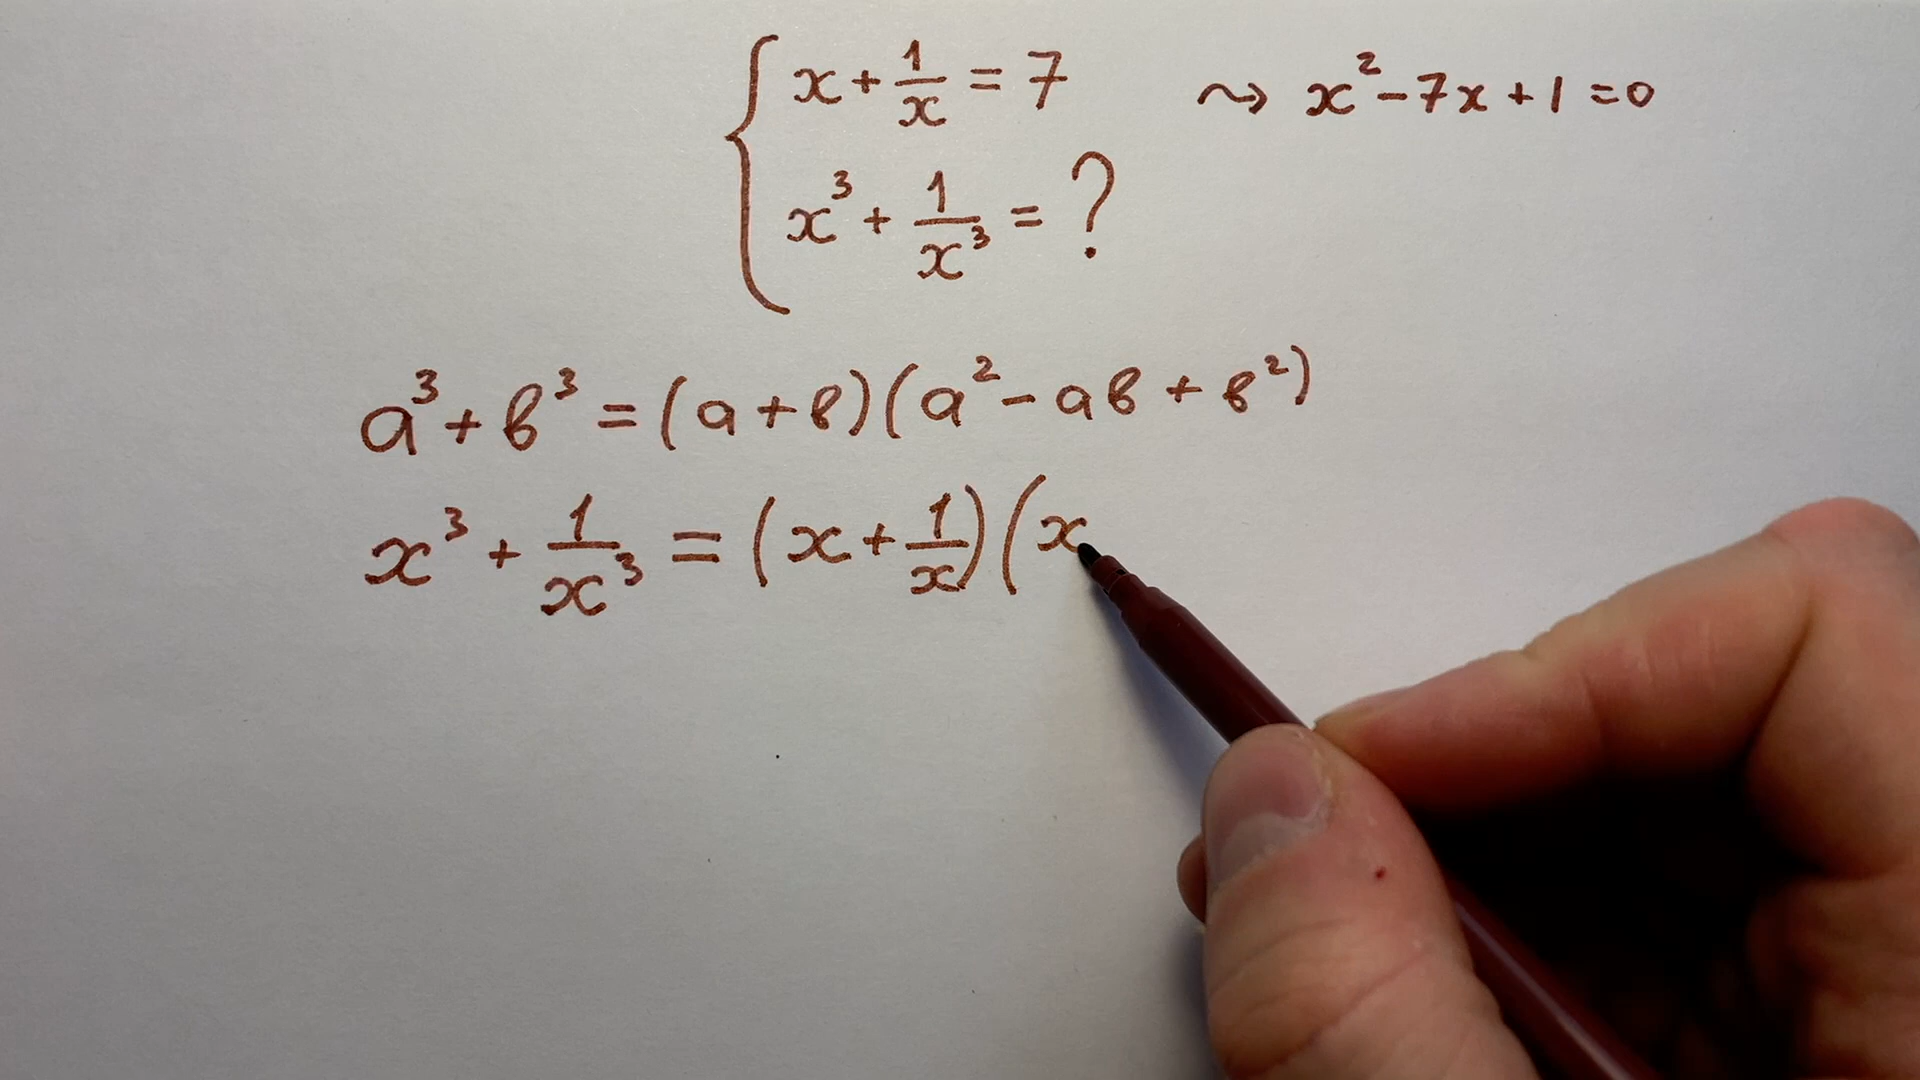 x + 1/x = 7 ⇝ x² - 7x + 1 = 0
x³ + 1/x³ = ?
a³ + b³ = (a + b)(a² - ab + b²)
x³ + 1/x³ = (x + 1/x)(x